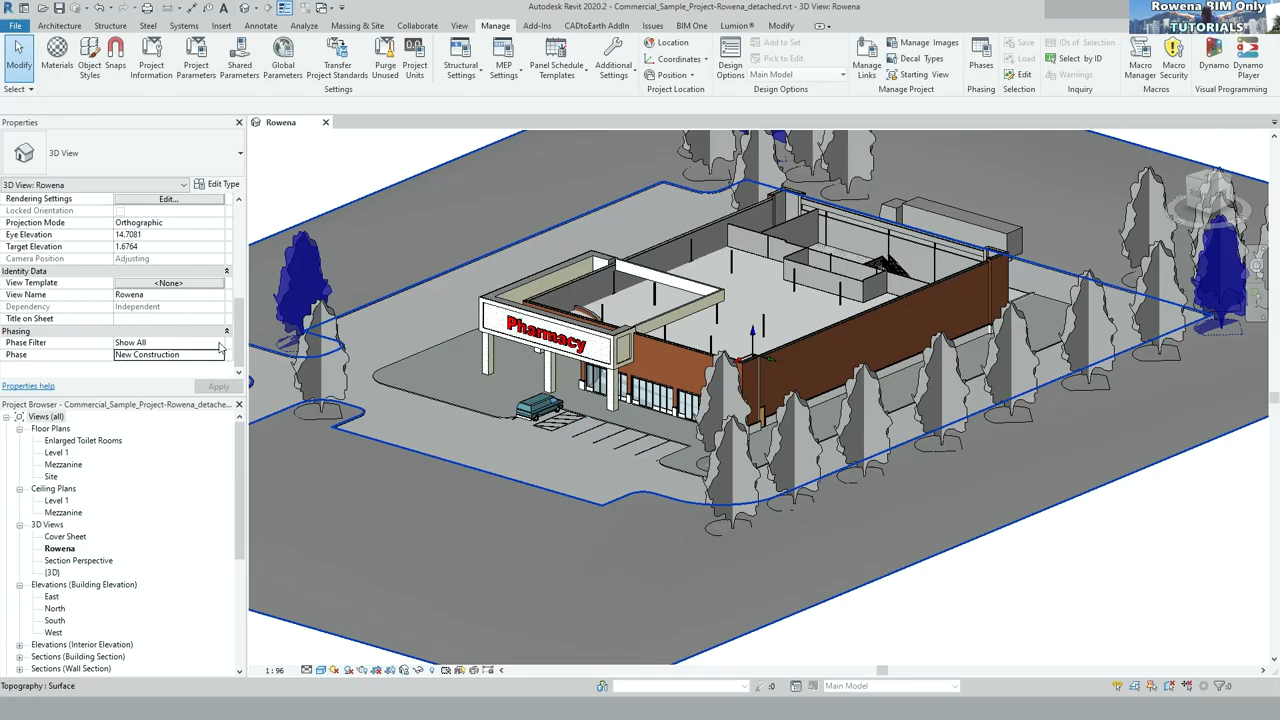 Autodesk Revit 2020.2 - Commercial_Sample_Project-Rowena_detached.rvt - 3D View: Rowena
Rowena BIM Only
TUTORIALS
File Architecture Structure Steel Systems Insert Annotate Analyze Massing & Site Collaborate View Manage Add-Ins CADtoEarth AddIn Issues BIM One Lumion® Modify
Modify
Materials
Object Styles
Snaps
Project Information
Project Parameters
Shared Parameters
Global Parameters
Transfer Project Standards
Purge Unused
Project Units
Structural Settings
MEP Settings
Panel Schedule Templates
Additional Settings
Location
Coordinates
Position
Design Options
Add to Set
Pick to Edit
Main Model
Manage Links
Manage Images
Decal Types
Starting View
Phases
Save
Load
Edit
IDs of Selection
Select by ID
Warnings
Macro Manager
Macro Security
Dynamo
Dynamo Player
Select Settings Project Location Design Options Manage Project Phasing Selection Inquiry Macros Visual Programming
Properties
Rowena
3D View
3D View: Rowena Edit Type
Rendering Settings Edit...
Locked Orientation
Projection Mode Orthographic
Eye Elevation 14.7081
Target Elevation 1.6764
Camera Position Adjusting
Identity Data
View Template <None>
View Name Rowena
Dependency Independent
Title on Sheet
Phasing
Phase Filter Show All
Phase New Construction
Properties help Apply
Project Browser - Commercial_Sample_Project-Rowena_detached...
Views (all)
Floor Plans
Enlarged Toilet Rooms
Level 1
Mezzanine
Site
Ceiling Plans
Level 1
Mezzanine
3D Views
Cover Sheet
Rowena
Section Perspective
{3D}
Elevations (Building Elevation)
East
North
South
West
Elevations (Interior Elevation)
Sections (Building Section)
Sections (Wall Section)
Pharmacy
1 : 96
Topography : Surface
:0
Main Model
:0